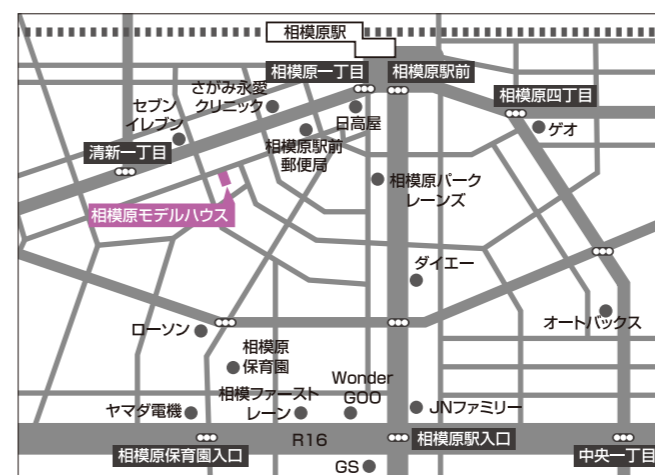 相模原駅
相模原一丁目
相模原駅前
さがみ永愛
クリニック
相模原四丁目
セブン
イレブン
日高屋
ゲオ
清新一丁目
相模原駅前
郵便局
相模原パーク
レーンズ
相模原モデルハウス
ダイエー
ローソン
オートバックス
相模原
保育園
Wonder
GOO
相模ファースト
レーン
ヤマダ電機
JNファミリー
R16
相模原保育園入口
相模原駅入口
中央一丁目
GS